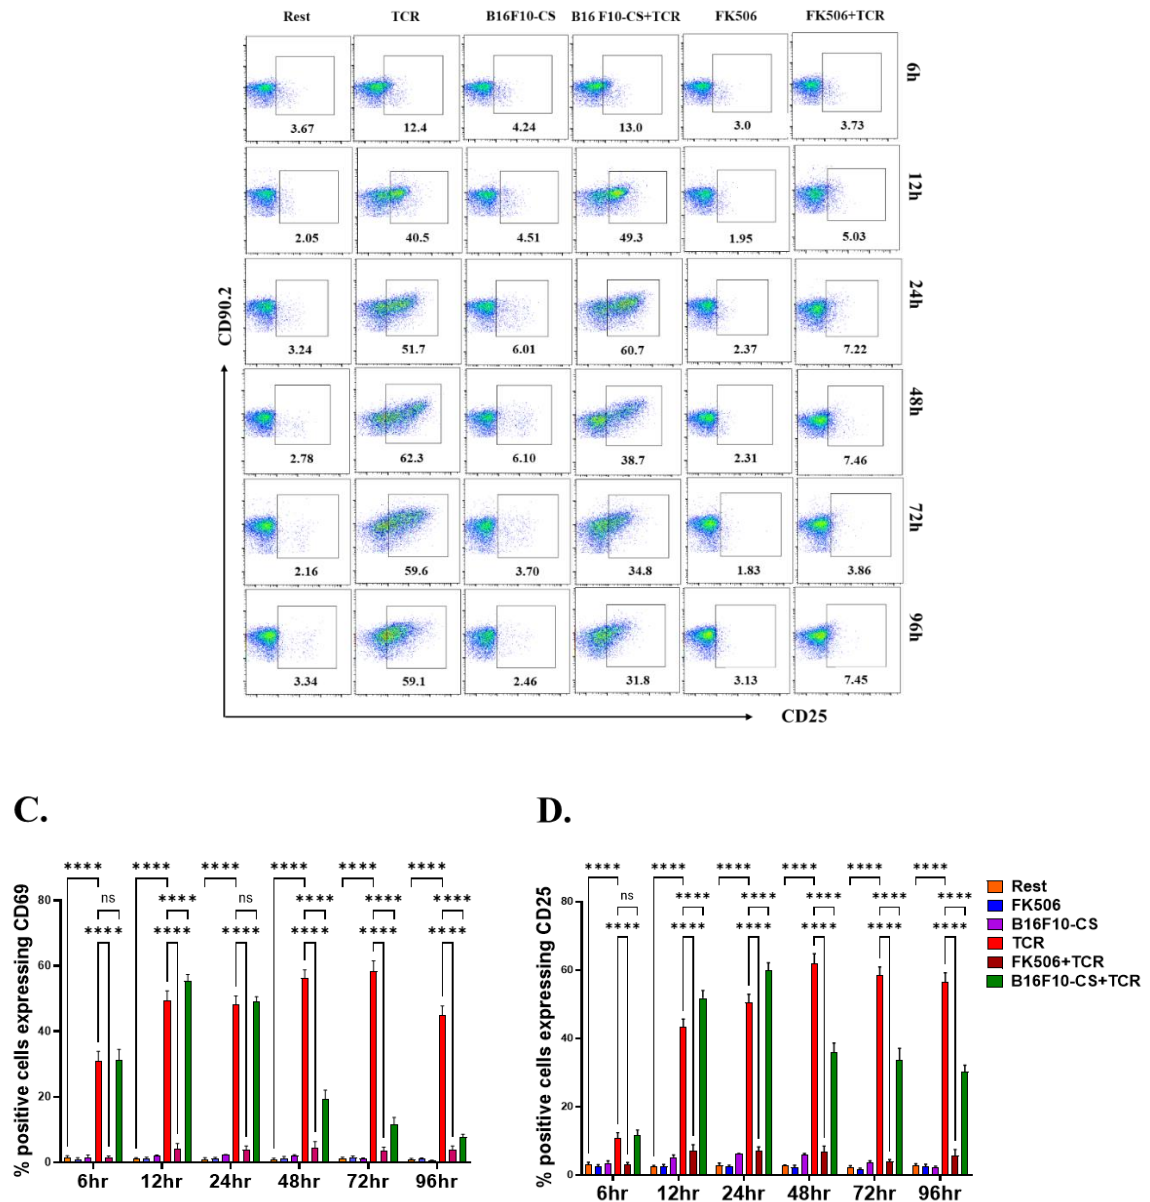 Rest TCR B16F10-CS B16 F10-CS+TCR FK506 FK506+TCR
3.67 12.4 4.24 13.0 3.0 3.73 6h
2.05 40.5 4.51 49.3 1.95 5.03 12h
3.24 51.7 6.01 60.7 2.37 7.22 24h
2.78 62.3 6.10 38.7 2.31 7.46 48h
2.16 59.6 3.70 34.8 1.83 3.86 72h
3.34 59.1 2.46 31.8 3.13 7.45 96h
CD90.2
CD25
C.
% positive cells expressing CD69
80
60
40
20
0
**** **** **** **** **** ****
ns **** ns **** **** ****
**** **** **** **** **** ****
6hr 12hr 24hr 48hr 72hr 96hr
D.
% positive cells expressing CD25
80
60
40
20
0
**** **** **** **** **** ****
ns **** **** **** **** ****
**** **** **** **** **** ****
6hr 12hr 24hr 48hr 72hr 96hr
Rest
FK506
B16F10-CS
TCR
FK506+TCR
B16F10-CS+TCR